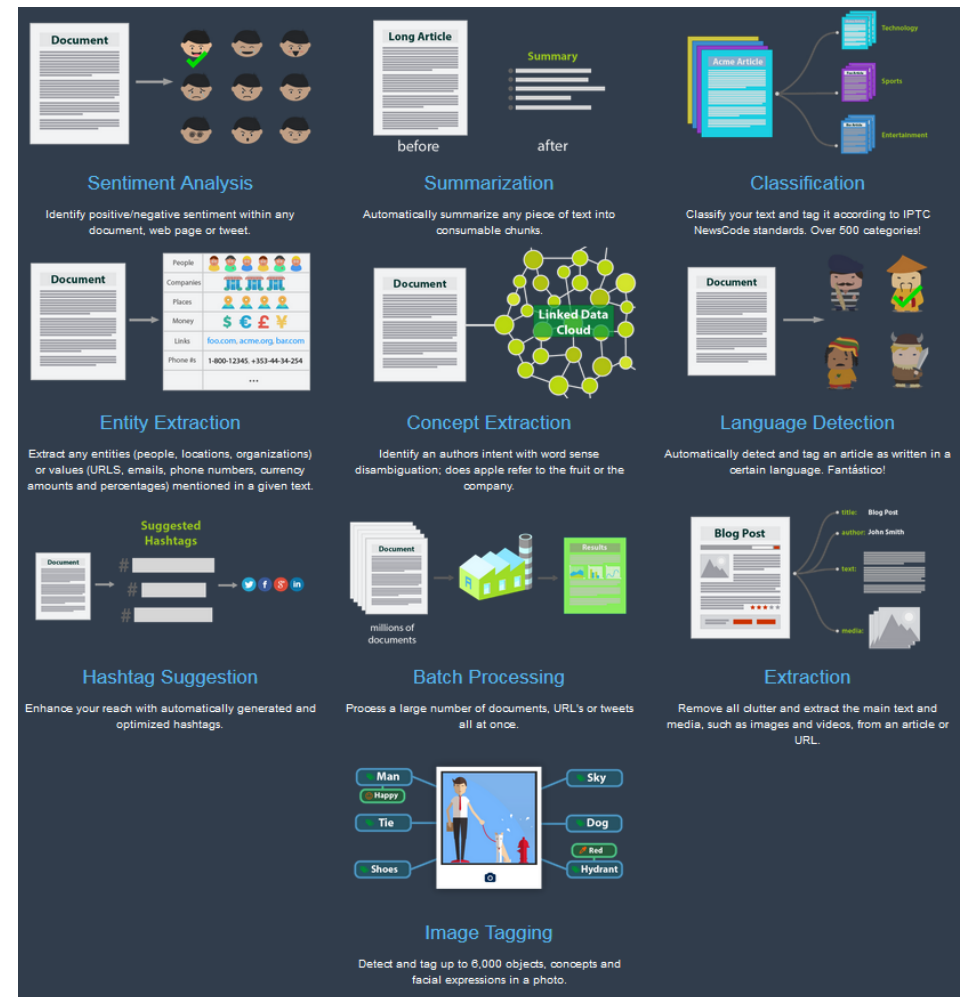 Document
Long Article
Summary
before
after
Acme Article
Technology
Sports
Entertainment
Sentiment Analysis
Identify positive/negative sentiment within any
document, web page or tweet.
Summarization
Automatically summarize any piece of text into
consumable chunks.
Classification
Classify your text and tag it according to IPTC
NewsCode standards. Over 500 categories!
Document
People
Companies
Places
Money
$ € £ ¥
Links
foo.com, acme.org, bar.com
Phone #s
1-800-12345, +353-44-34-254
...
Document
Linked Data
Cloud
Document
Entity Extraction
Extract any entities (people, locations, organizations)
or values (URLS, emails, phone numbers, currency
amounts and percentages) mentioned in a given text.
Concept Extraction
Identify an authors intent with word sense
disambiguation; does apple refer to the fruit or the
company.
Language Detection
Automatically detect and tag an article as written in a
certain language. Fantástico!
Document
Suggested
Hashtags
#
#
#
Document
millions of
documents
Results
Blog Post
title: Blog Post
author: John Smith
text:
media:
Hashtag Suggestion
Enhance your reach with automatically generated and
optimized hashtags.
Batch Processing
Process a large number of documents, URL's or tweets
all at once.
Extraction
Remove all clutter and extract the main text and
media, such as images and videos, from an article or
URL.
Man
Happy
Tie
Shoes
Sky
Dog
Red
Hydrant
Image Tagging
Detect and tag up to 6,000 objects, concepts and
facial expressions in a photo.